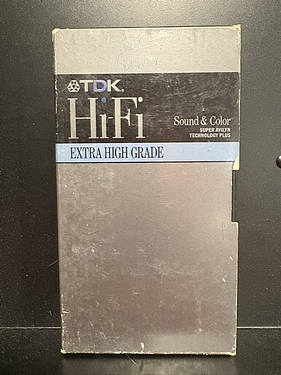 TDK.
HiFi
Sound & Color
SUPER AVILYN
TECHNOLOGY PLUS
EXTRA HIGH GRADE